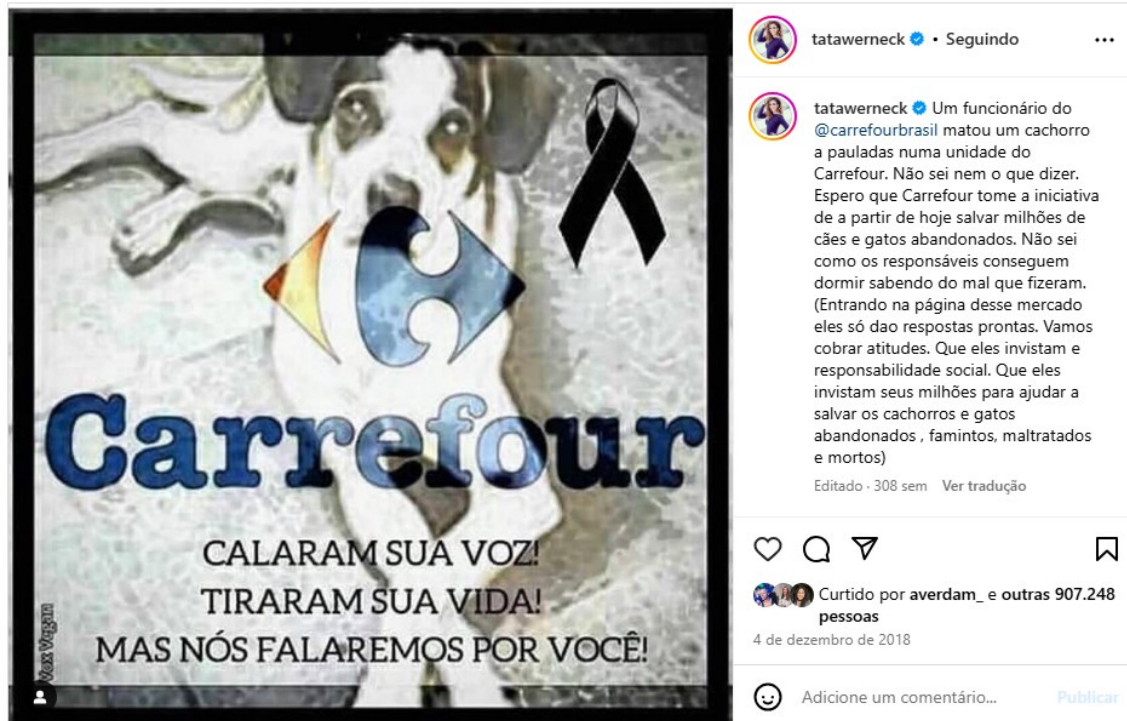 Carrefour
CALARAM SUA VOZ!
TIRARAM SUA VIDA!
MAS NÓS FALAREMOS POR VOCÊ!
Vox Vegan
tatawerneck • Seguindo
tatawerneck Um funcionário do
@carrefourbrasil matou um cachorro
a pauladas numa unidade do
Carrefour. Não sei nem o que dizer.
Espero que Carrefour tome a iniciativa
de a partir de hoje salvar milhões de
cães e gatos abandonados. Não sei
como os responsáveis conseguem
dormir sabendo do mal que fizeram.
(Entrando na página desse mercado
eles só dao respostas prontas. Vamos
cobrar atitudes. Que eles invistam e
responsabilidade social. Que eles
invistam seus milhões para ajudar a
salvar os cachorros e gatos
abandonados , famintos, maltratados
e mortos)
Editado · 308 sem Ver tradução
Curtido por averdam_ e outras 907.248
pessoas
4 de dezembro de 2018
Adicione um comentário... Publicar